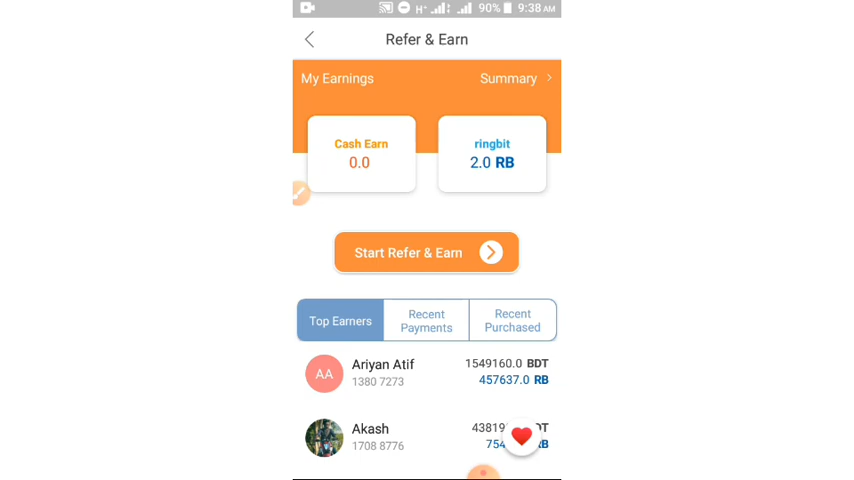 H+ 90% 9:38 AM
Refer & Earn
My Earnings Summary
Cash Earn
0.0
ringbit
2.0 RB
Start Refer & Earn
Top Earners
Recent Payments
Recent Purchased
AA
Ariyan Atif
1549160.0 BDT
1380 7273
457637.0 RB
Akash
1708 8776